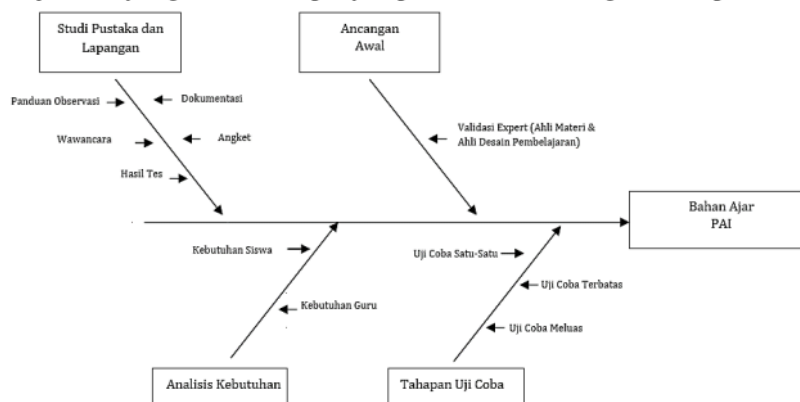 Studi Pustaka dan
Lapangan
Ancangan
Awal
Panduan Observasi
Dokumentasi
Wawancara
Angket
Hasil Tes
Validasi Expert (Ahli Materi &
Ahli Desain Pembelajaran)
Bahan Ajar
PAI
Kebutuhan Siswa
Kebutuhan Guru
Uji Coba Satu-Satu
Uji Coba Terbatas
Uji Coba Meluas
Analisis Kebutuhan
Tahapan Uji Coba